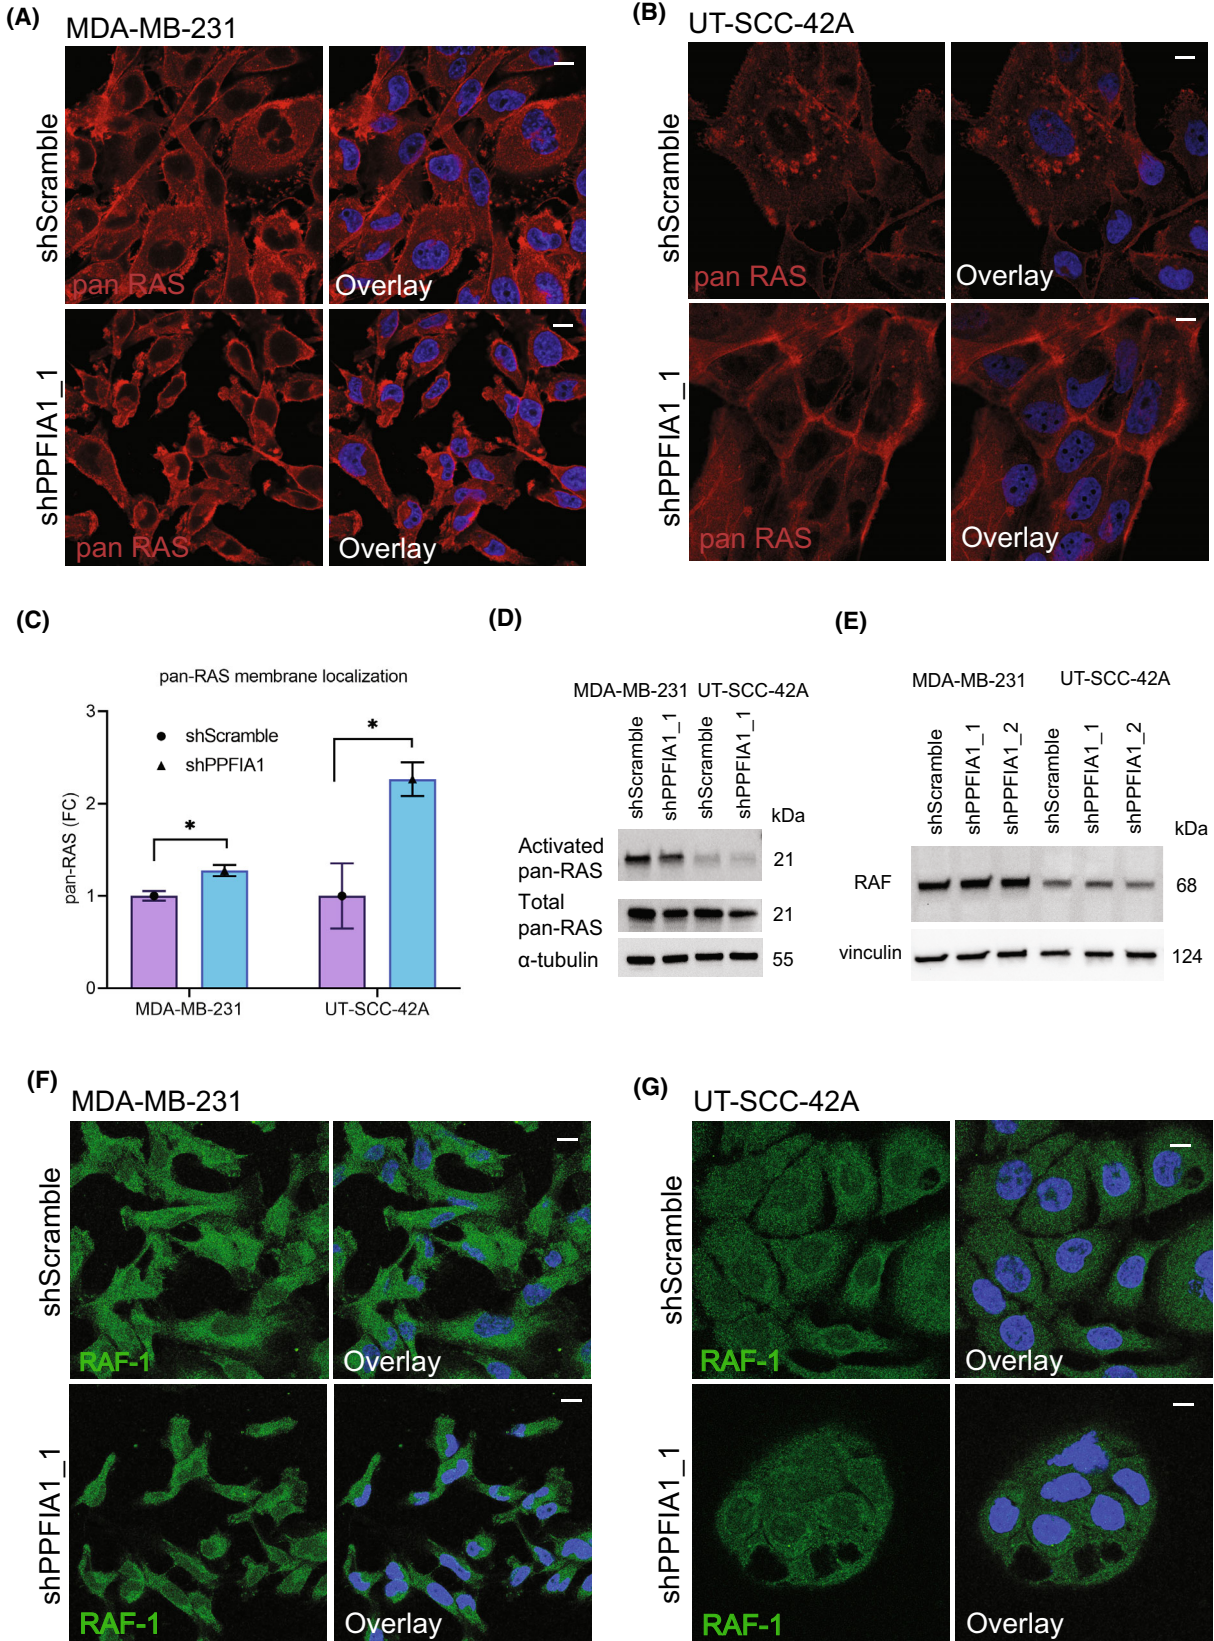 (A)
MDA-MB-231
shScramble
pan RAS
Overlay
shPPFIA1_1
pan RAS
Overlay
(B)
UT-SCC-42A
shScramble
pan RAS
Overlay
shPPFIA1_1
pan RAS
Overlay
(C)
pan-RAS membrane localization
pan-RAS (FC)
3
2
1
0
shScramble
shPPFIA1
*
*
MDA-MB-231
UT-SCC-42A
(D)
MDA-MB-231 UT-SCC-42A
shScramble
shPPFIA1_1
shScramble
shPPFIA1_1
kDa
Activated
pan-RAS
21
Total
pan-RAS
21
α-tubulin
55
(E)
MDA-MB-231 UT-SCC-42A
shScramble
shPPFIA1_1
shPPFIA1_2
shScramble
shPPFIA1_1
shPPFIA1_2
kDa
RAF
68
vinculin
124
(F)
MDA-MB-231
shScramble
RAF-1
Overlay
shPPFIA1_1
RAF-1
Overlay
(G)
UT-SCC-42A
shScramble
RAF-1
Overlay
shPPFIA1_1
RAF-1
Overlay